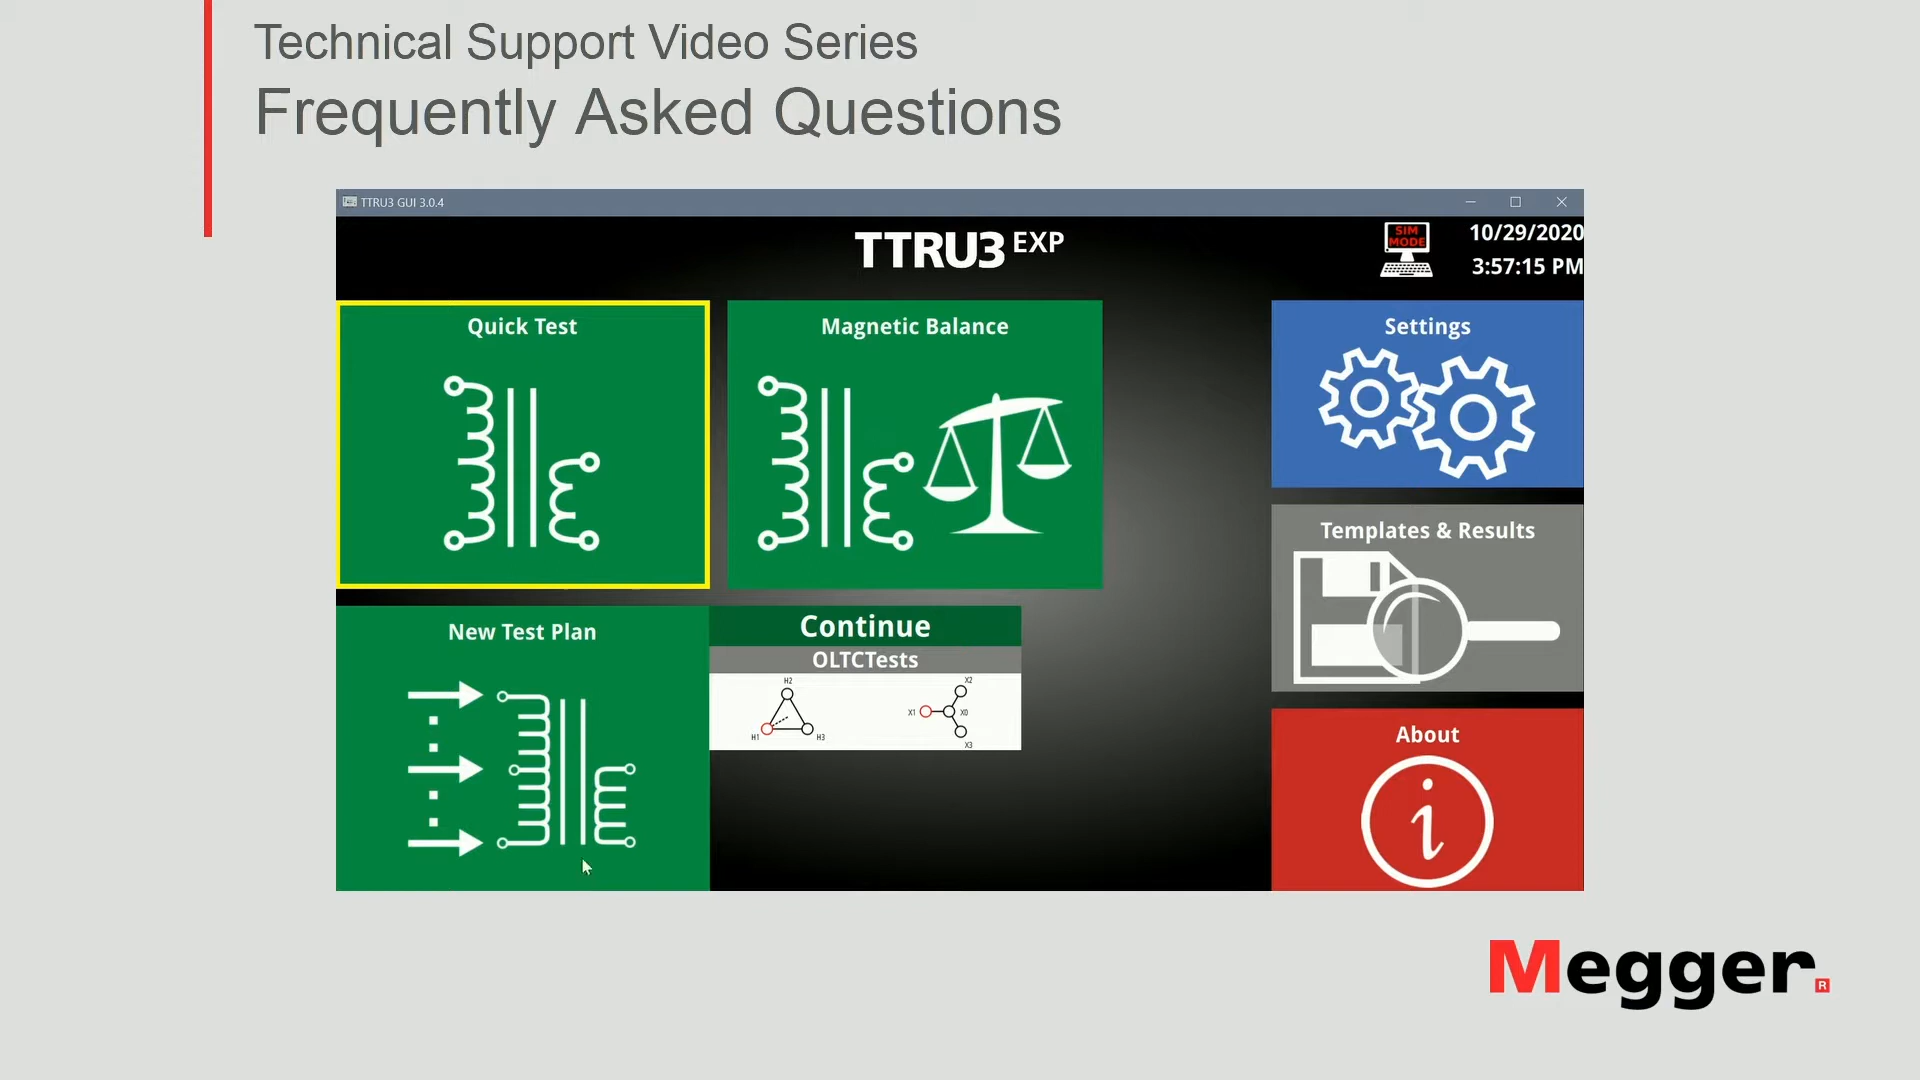 Technical Support Video Series
Frequently Asked Questions
TTRU3 GUI 3.0.4
TTRU3 EXP
SIM
MODE
10/29/2020
3:57:15 PM
Quick Test
Magnetic Balance
Settings
Templates & Results
New Test Plan
Continue
OLTCTests
H2
H1
H3
X2
X1
X0
X3
About
i
Megger
R